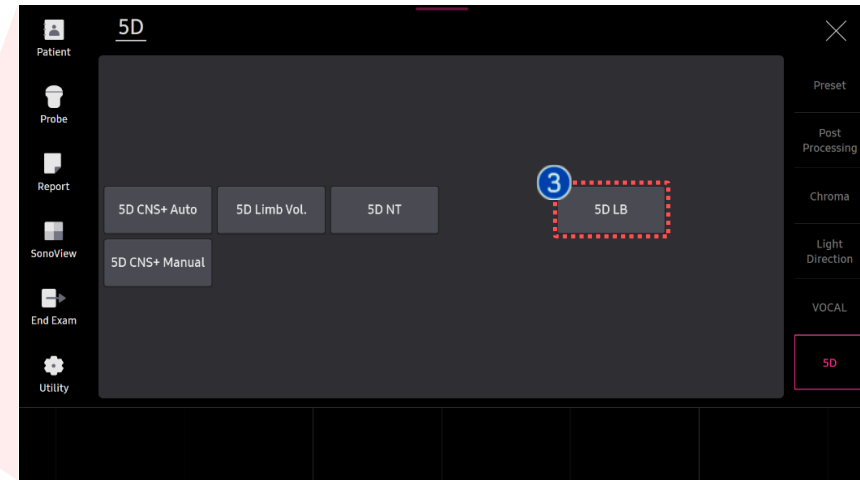 5D
Patient
Probe
Report
SonoView
End Exam
Utility
3
5D CNS+ Auto
5D Limb Vol.
5D NT
5D LB
5D CNS+ Manual
Preset
Post
Processing
Chroma
Light
Direction
VOCAL
5D